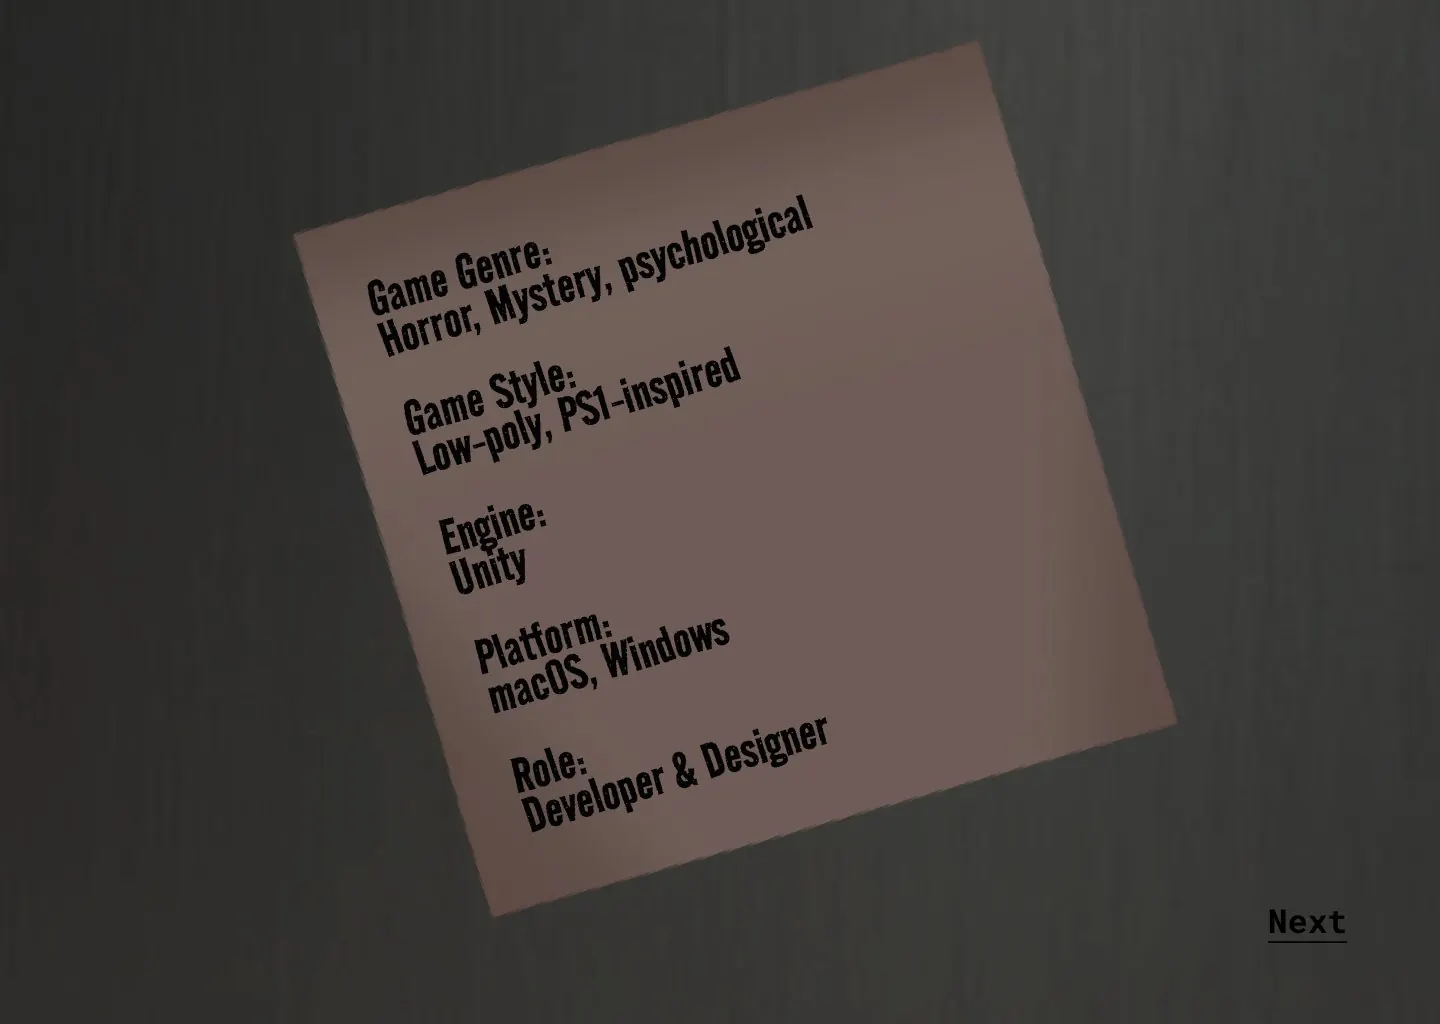 Game Genre:
Horror, Mystery, psychological
Game Style:
Low-poly, PS1-inspired
Engine:
Unity
Platform:
macOS, Windows
Role:
Developer & Designer
Next